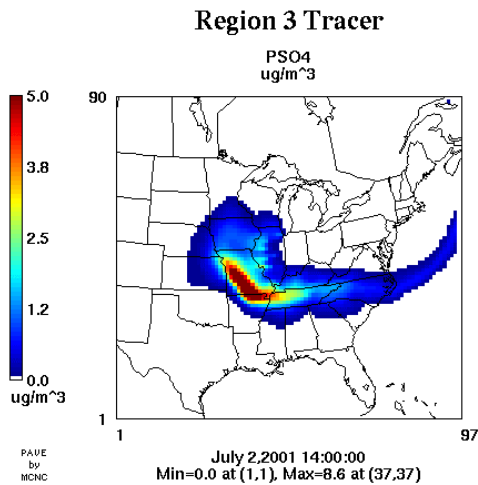 Region 3 Tracer
PSO4
ug/m^3
90
5.0
3.8
2.5
1.2
0.0
ug/m^3
1
1
97
PAVE
by
MCNC
July 2,2001 14:00:00
Min=0.0 at (1,1), Max=8.6 at (37,37)